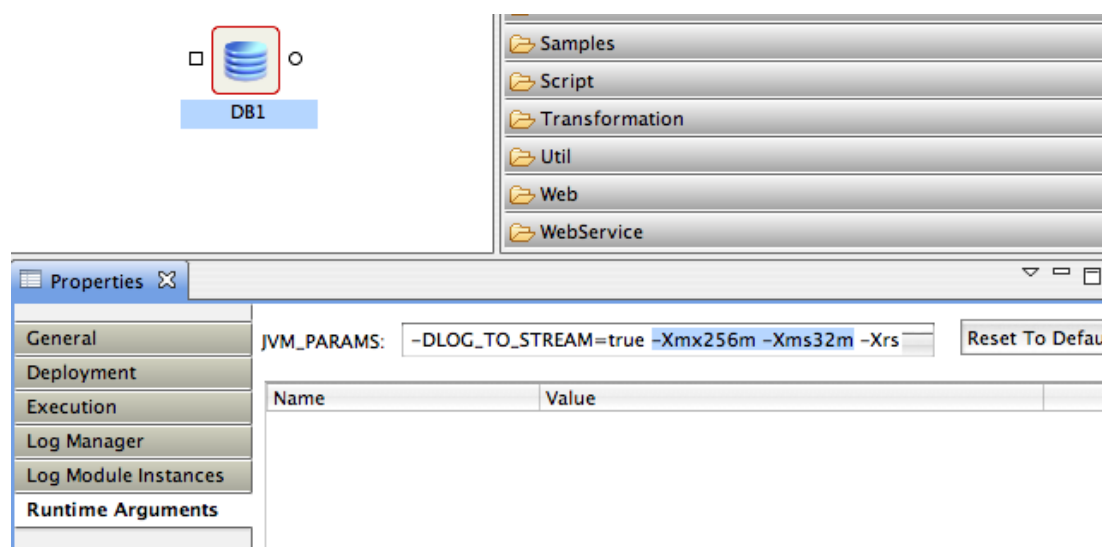 Samples
Script
DB1
Transformation
Util
Web
WebService
Properties
General
JVM_PARAMS: -DLOG_TO_STREAM=true -Xmx256m -Xms32m -Xrs
Reset To Defau
Deployment
Name Value
Execution
Log Manager
Log Module Instances
Runtime Arguments